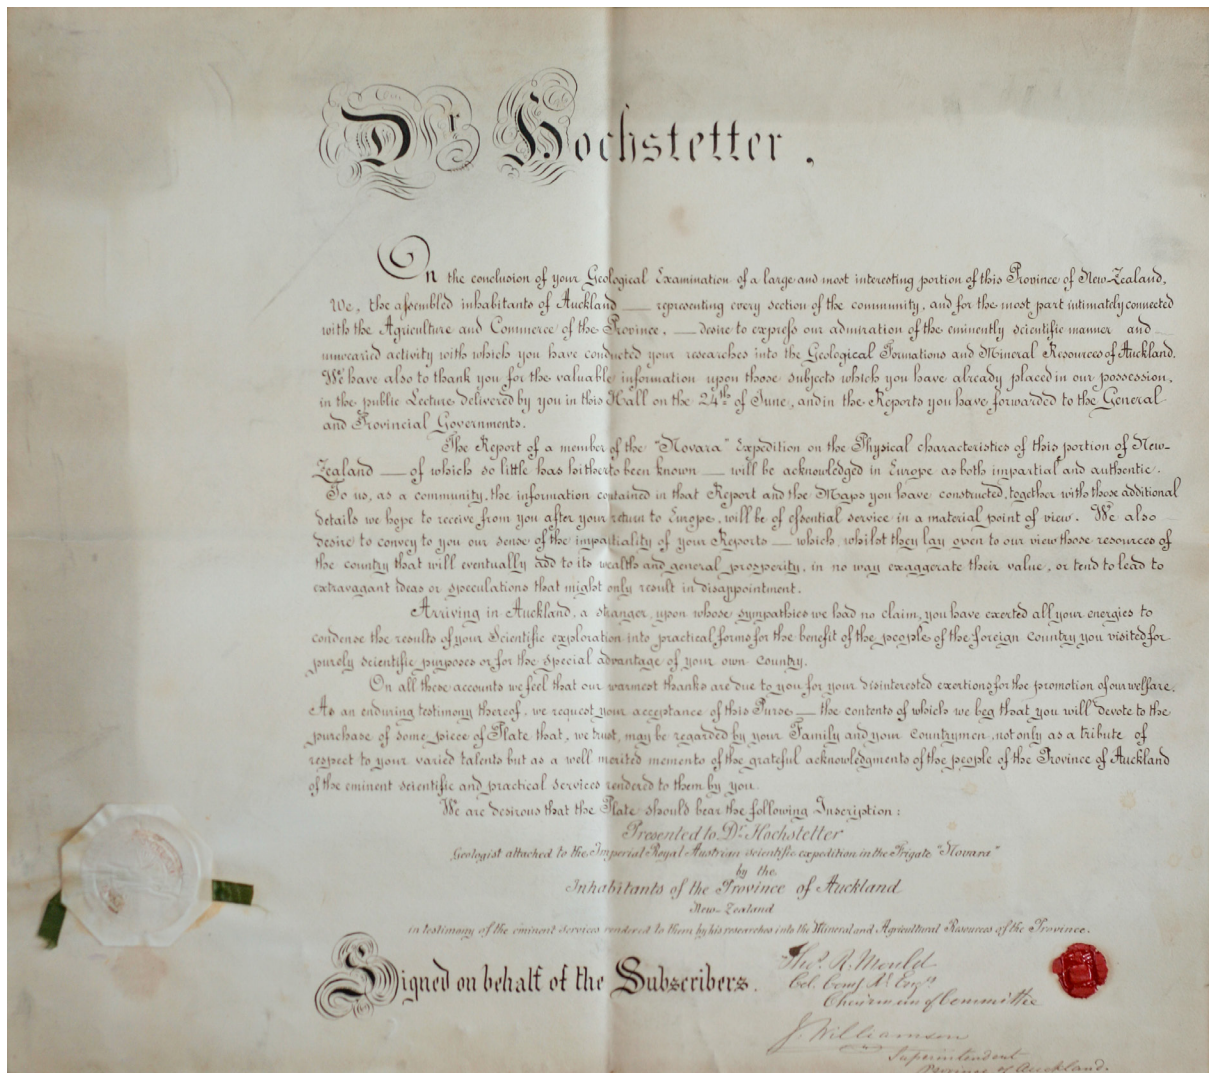 Dr Hochstetter,
On the conclusion of your Geological Examination of a large and most interesting portion of this Province of New-Zealand,
We, the assembled inhabitants of Auckland — representing every section of the community, and for the most part intimately connected
with the Agriculture and Commerce of the Province, — desire to express our admiration of the eminently scientific manner and
unwearied activity with which you have conducted your researches into the Geological Formations and Mineral Resources of Auckland.
We have also to thank you for the valuable information upon those subjects which you have already placed in our possession,
in the public Lecture delivered by you in this Hall on the 24th of June, and in the Reports you have forwarded to the General
and Provincial Governments.
The Report of a member of the "Novara" Expedition on the Physical characteristics of this portion of New-
Zealand — of which so little has hitherto been known — will be acknowledged in Europe as both impartial and authentic.
To us, as a community, the information contained in that Report and the Maps you have constructed, together with those additional
details we hope to receive from you after your return to Europe, will be of essential service in a material point of view. We also
desire to convey to you our sense of the impartiality of your Reports — which, whilst they lay open to our view those resources of
the country that will eventually add to its wealth and general prosperity, in no way exaggerate their value, or tend to lead to
extravagant ideas or speculations that might only result in disappointment.
Arriving in Auckland, a stranger, upon whose sympathies we had no claim, you have exerted all your energies to
condense the results of your Scientific exploration into practical forms for the benefit of the people of the foreign Country you visited for
purely scientific purposes or for the special advantage of your own Country.
On all these accounts we feel that our warmest thanks are due to you for your disinterested exertions for the promotion of our welfare.
As an enduring testimony thereof, we request your acceptance of this Purse — the contents of which we beg that you will devote to the
purchase of some piece of Plate that, we trust, may be regarded by your Family and your Countrymen, not only as a tribute of
respect to your varied talents but as a well merited memento of the grateful acknowledgments of the people of the Province of Auckland
of the eminent scientific and practical services rendered to them by you.
We are desirous that the Plate should bear the following Inscription:
Presented to Dr. Hochstetter
Geologist attached to the Imperial Royal Austrian scientific expedition in the Frigate "Novara"
by the
Inhabitants of the Province of Auckland
New-Zealand
in testimony of the eminent services rendered to them by his researches into the Mineral and Agricultural Resources of the Province.
Signed on behalf of the Subscribers.
Thos. R. Mould
Col. Comg Rl. Engrs
Chairman of Committee
J. Williamson
Superintendent
Province of Auckland.